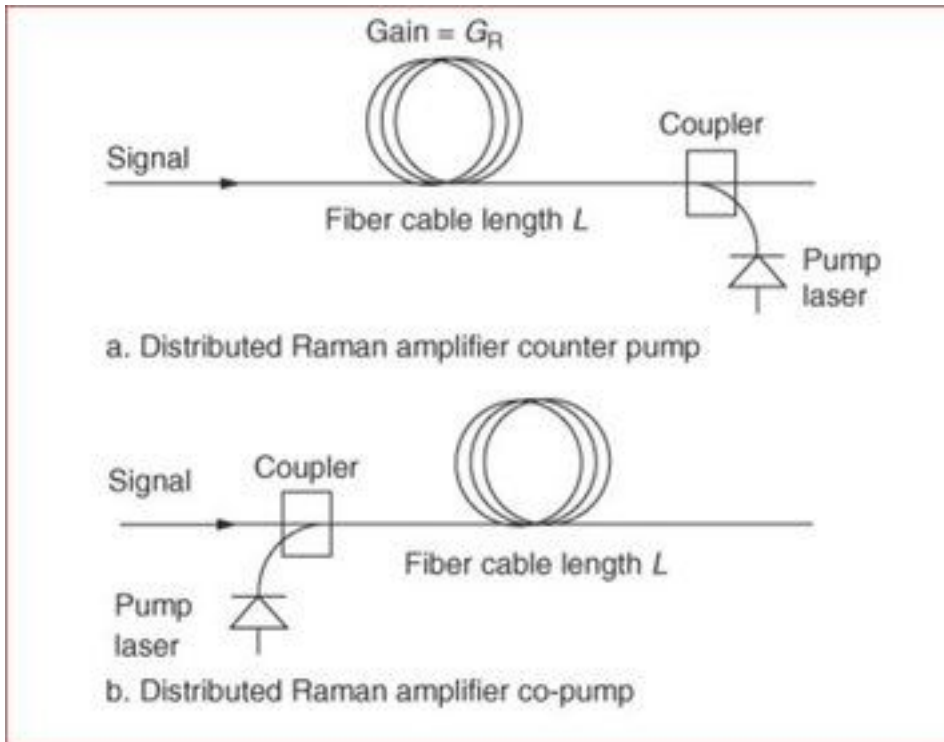 Gain = G_R
Coupler
Signal
Fiber cable length L
Pump
laser
a. Distributed Raman amplifier counter pump
Coupler
Signal
Fiber cable length L
Pump
laser
b. Distributed Raman amplifier co-pump